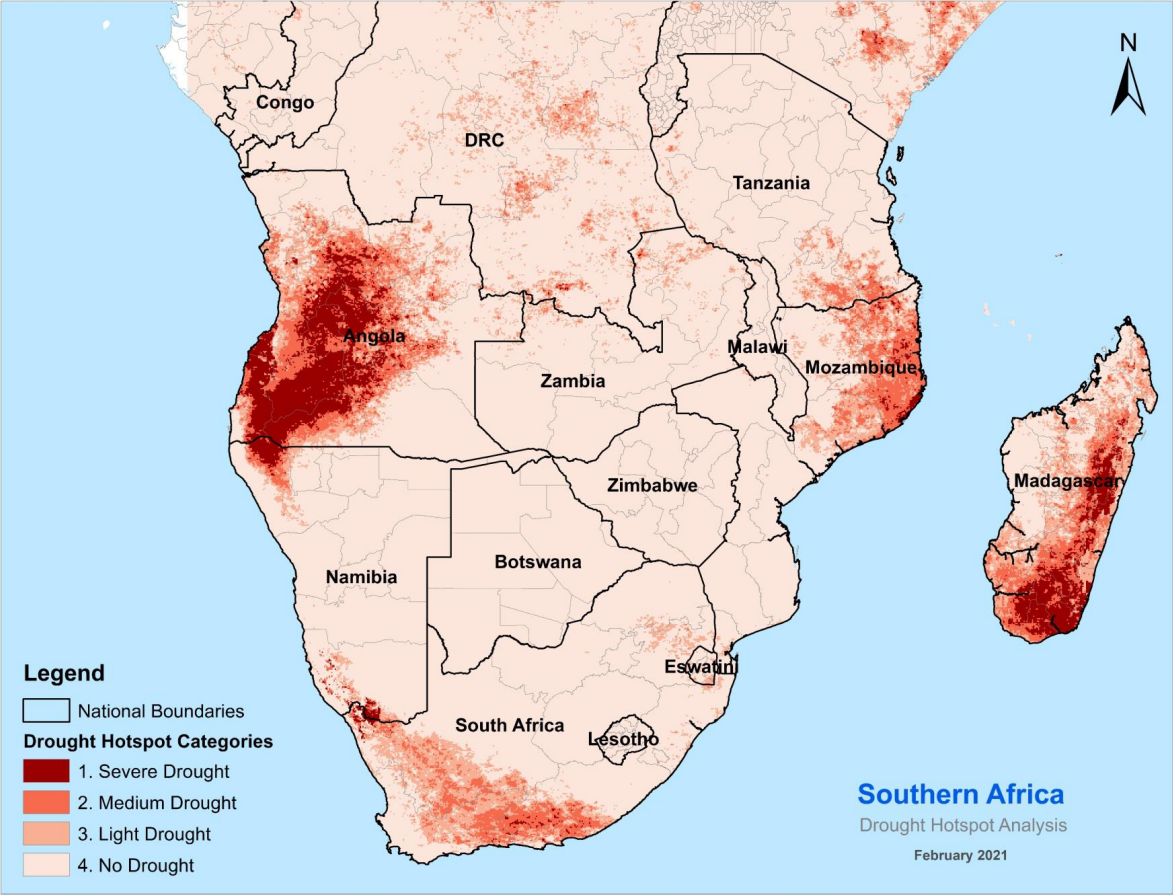 N
Congo
DRC
Tanzania
Angola
Malawi
Mozambique
Zambia
Madagascar
Zimbabwe
Botswana
Namibia
Eswatini
South Africa
Lesotho
Legend
National Boundaries
Drought Hotspot Categories
1. Severe Drought
2. Medium Drought
3. Light Drought
4. No Drought
Southern Africa
Drought Hotspot Analysis
February 2021